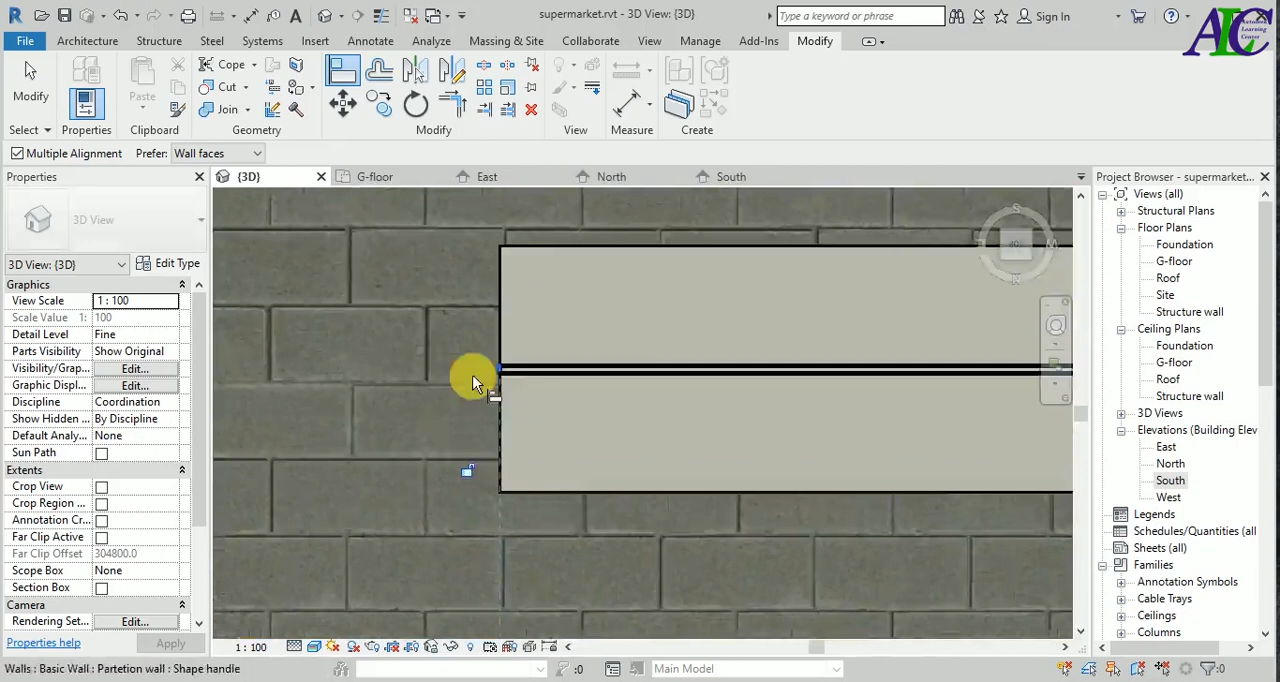 supermarket.rvt - 3D View: {3D}
Type a keyword or phrase
Sign In
ALC
File
Architecture
Structure
Steel
Systems
Insert
Annotate
Analyze
Massing & Site
Collaborate
View
Manage
Add-Ins
Modify
Modify
Paste
Cope
Cut
Join
Select
Properties
Clipboard
Geometry
Modify
View
Measure
Create
Multiple Alignment
Prefer:
Wall faces
Properties
{3D}
G-floor
East
North
South
Project Browser - supermarket...
3D View
3D View: {3D}
Edit Type
Graphics
View Scale
1 : 100
Scale Value 1:
100
Detail Level
Fine
Parts Visibility
Show Original
Visibility/Grap...
Edit...
Graphic Displ...
Edit...
Discipline
Coordination
Show Hidden ...
By Discipline
Default Analy...
None
Sun Path
Extents
Crop View
Crop Region ...
Annotation Cr...
Far Clip Active
Far Clip Offset
304800.0
Scope Box
None
Section Box
Camera
Rendering Set...
Edit...
Properties help
Apply
Views (all)
Structural Plans
Floor Plans
Foundation
G-floor
Roof
Site
Structure wall
Ceiling Plans
Foundation
G-floor
Roof
Structure wall
3D Views
Elevations (Building Elev
East
North
South
West
Legends
Schedules/Quantities (all
Sheets (all)
Families
Annotation Symbols
Cable Trays
Ceilings
Columns
1 : 100
Walls : Basic Wall : Partetion wall : Shape handle
:0
Main Model
:0